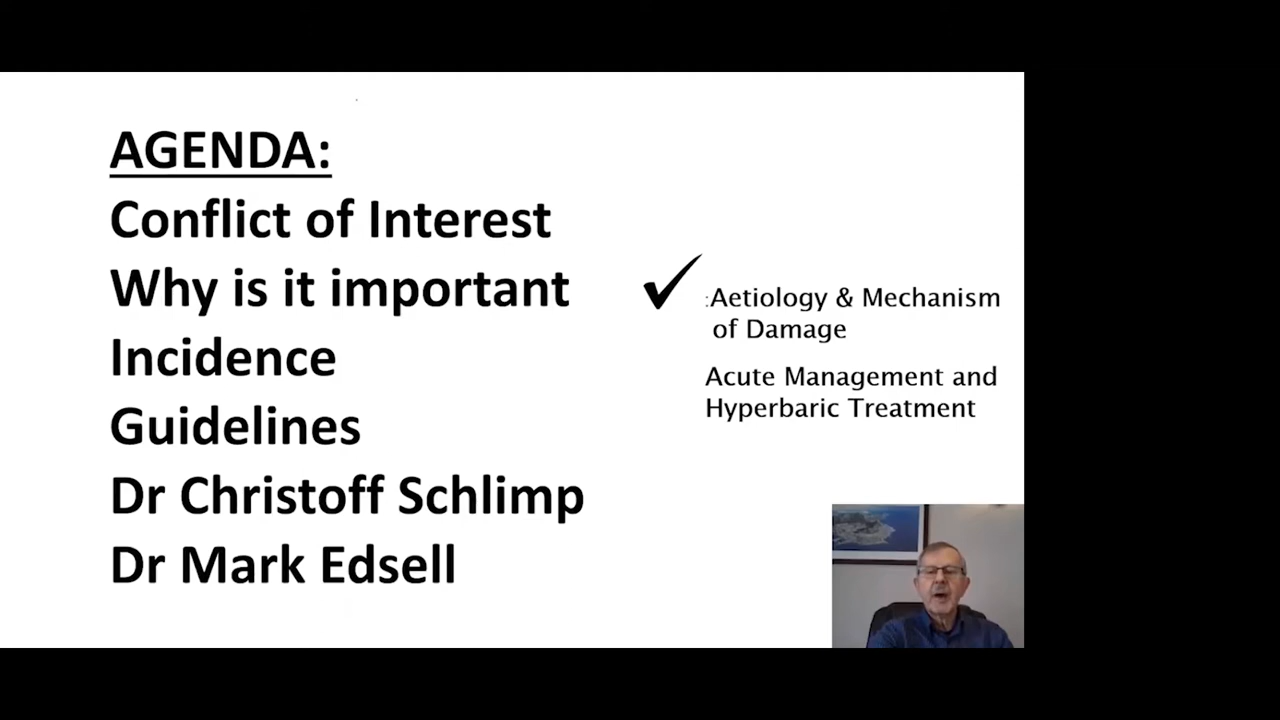 AGENDA:
Conflict of Interest
Why is it important
Incidence
Guidelines
Dr Christoff Schlimp
Dr Mark Edsell
:Aetiology & Mechanism
of Damage
Acute Management and
Hyperbaric Treatment